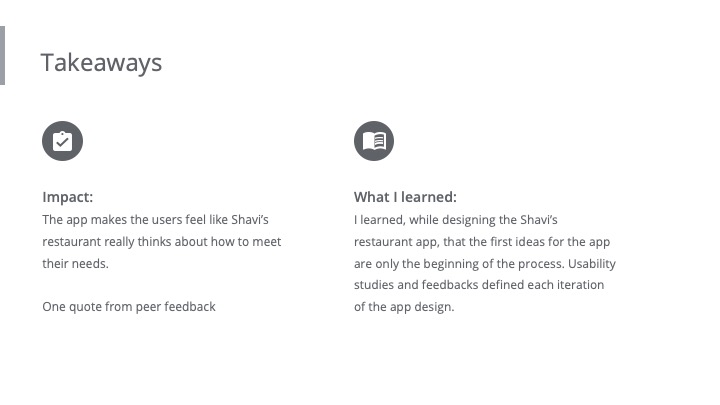 Takeaways
Impact:
The app makes the users feel like Shavi’s
restaurant really thinks about how to meet
their needs.
One quote from peer feedback
What I learned:
I learned, while designing the Shavi’s
restaurant app, that the first ideas for the app
are only the beginning of the process. Usability
studies and feedbacks defined each iteration
of the app design.